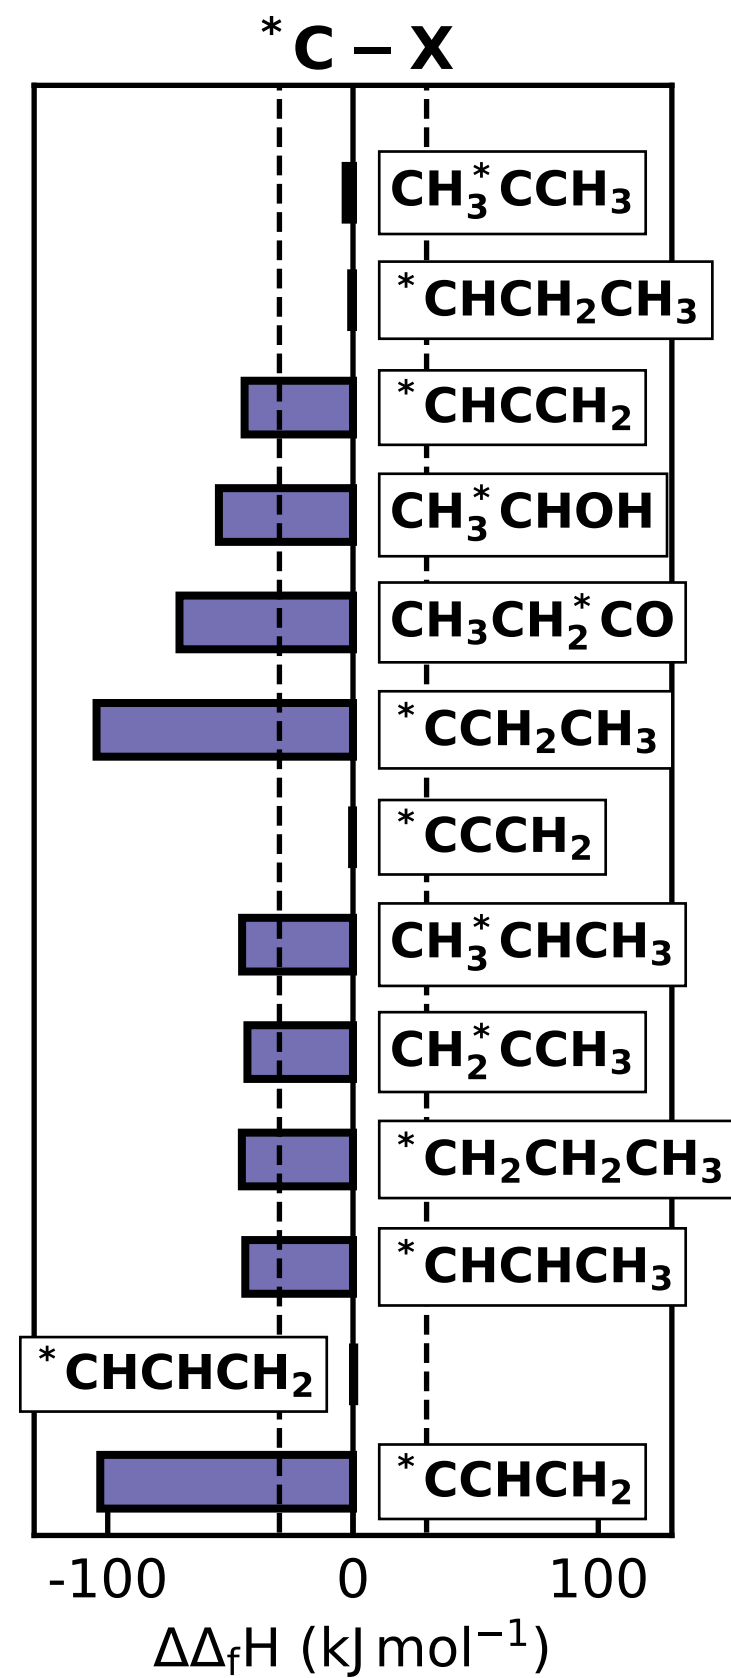 *C − X
CH₃*CCH₃
*CHCH₂CH₃
*CHCCH₂
CH₃*CHOH
CH₃CH₂*CO
*CCH₂CH₃
*CCCH₂
CH₃*CHCH₃
CH₂*CCH₃
*CH₂CH₂CH₃
*CHCHCH₃
*CHCHCH₂
*CCHCH₂
-100 0 100
ΔΔfH (kJ mol⁻¹)